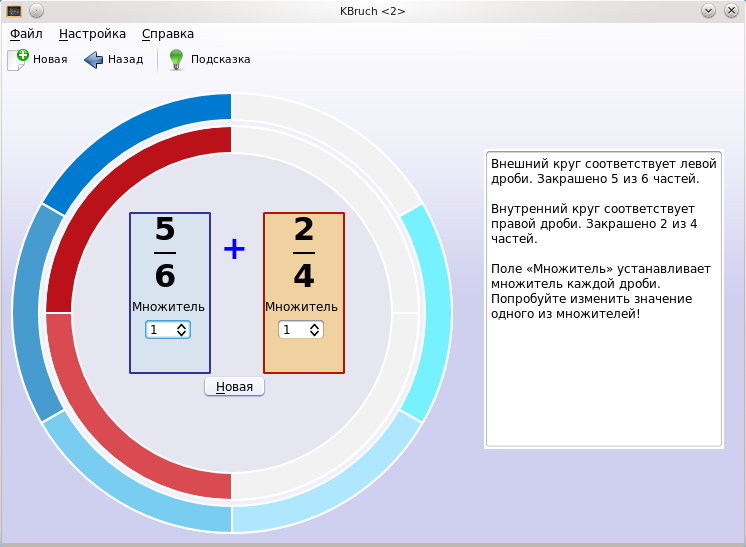 KBruch <2>
Файл Настройка Справка
Новая Назад Подсказка
5
6
Множитель
1
+
2
4
Множитель
1
Новая
Внешний круг соответствует левой
дроби. Закрашено 5 из 6 частей.
Внутренний круг соответствует
правой дроби. Закрашено 2 из 4
частей.
Поле «Множитель» устанавливает
множитель каждой дроби.
Попробуйте изменить значение
одного из множителей!